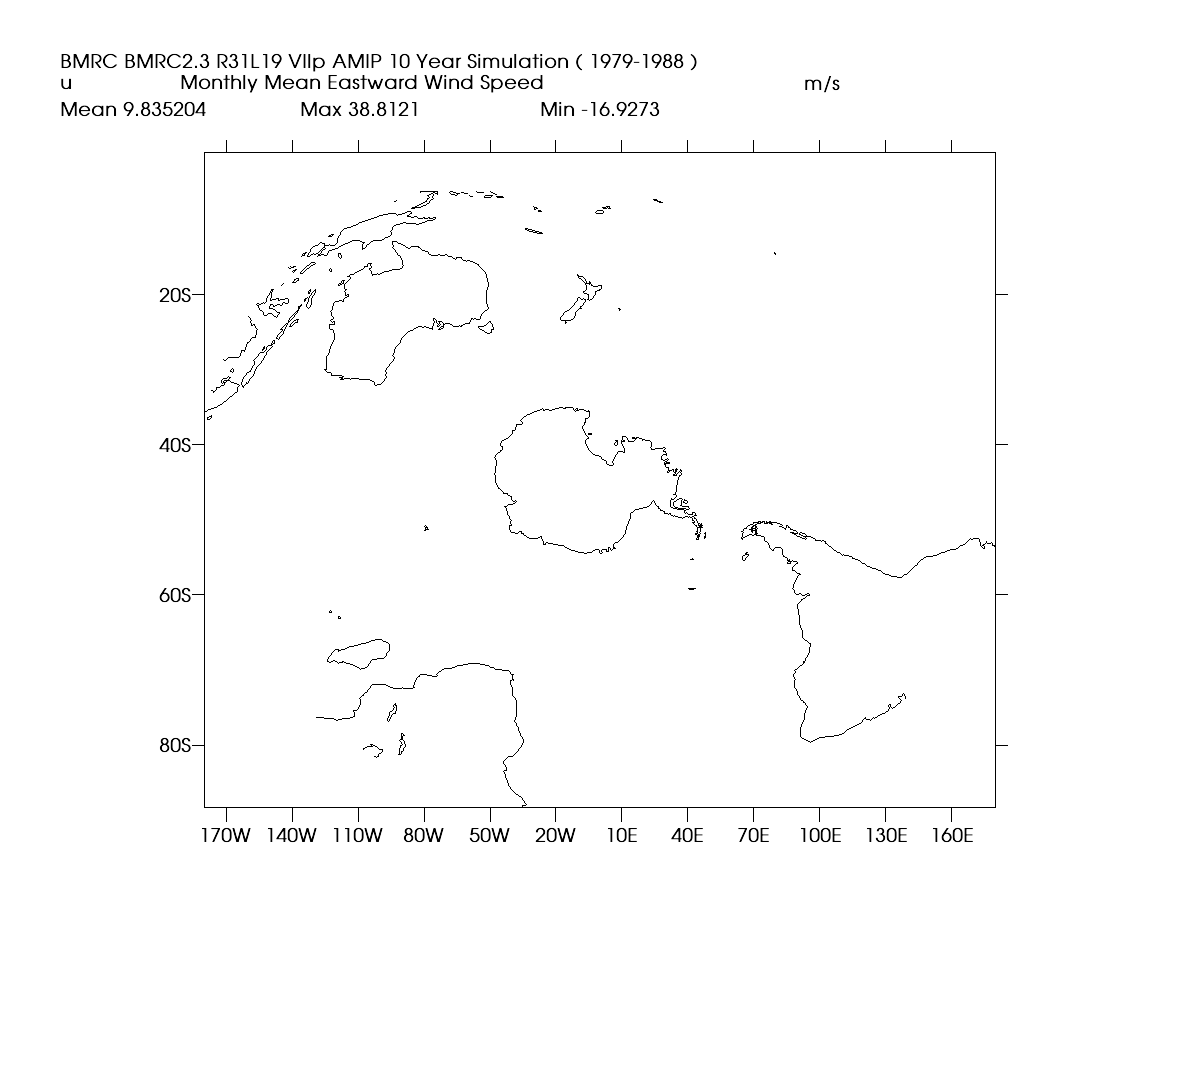 BMRC BMRC2.3 R31L19 VIIp AMIP 10 Year Simulation ( 1979-1988 )
u Monthly Mean Eastward Wind Speed m/s
Mean 9.835204 Max 38.8121 Min -16.9273
20S
40S
60S
80S
170W 140W 110W 80W 50W 20W 10E 40E 70E 100E 130E 160E